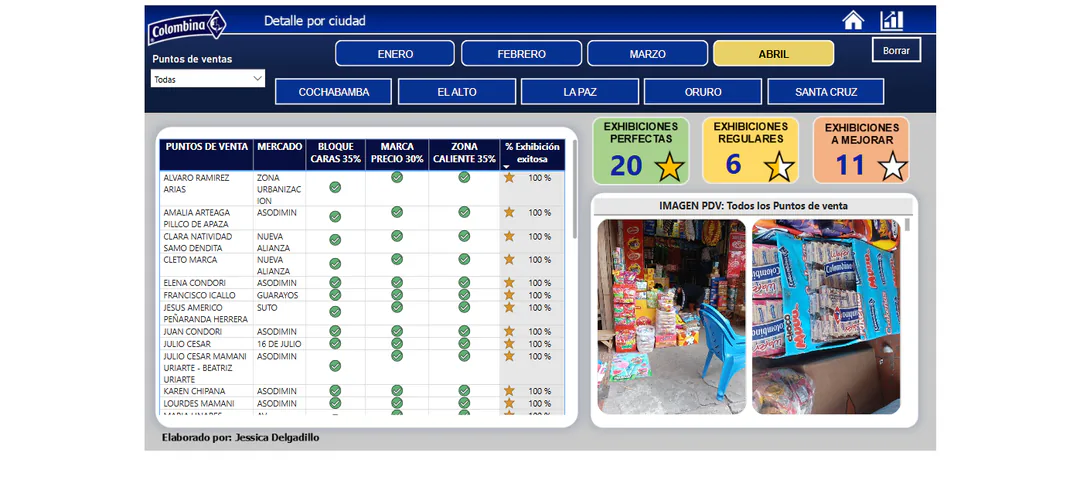 Colombina
Detalle por ciudad
ENERO
FEBRERO
MARZO
ABRIL
Borrar
Puntos de ventas
Todas
COCHABAMBA
EL ALTO
LA PAZ
ORURO
SANTA CRUZ
PUNTOS DE VENTA
MERCADO
BLOQUE
CARAS 35%
MARCA
PRECIO 30%
ZONA
CALIENTE 35%
% Exhibición
exitosa
ALVARO RAMIREZ
ARIAS
ZONA
URBANIZAC
ION
100 %
AMALIA ARTEAGA
PILLCO DE APAZA
ASODIMIN
100 %
CLARA NATIVIDAD
SAMO DENDITA
NUEVA
ALIANZA
100 %
CLETO MARCA
NUEVA
ALIANZA
100 %
ELENA CONDORI
ASODIMIN
100 %
FRANCISCO ICALLO
GUARAYOS
100 %
JESUS AMERICO
PEÑARANDA HERRERA
SUTO
100 %
JUAN CONDORI
ASODIMIN
100 %
JULIO CESAR
16 DE JULIO
100 %
JULIO CESAR MAMANI
URIARTE - BEATRIZ
URIARTE
ASODIMIN
100 %
KAREN CHIPANA
ASODIMIN
100 %
LOURDES MAMANI
ASODIMIN
100 %
EXHIBICIONES
PERFECTAS
20
EXHIBICIONES
REGULARES
6
EXHIBICIONES
A MEJORAR
11
IMAGEN PDV: Todos los Puntos de venta
Colombina
Colombina
Elaborado por: Jessica Delgadillo